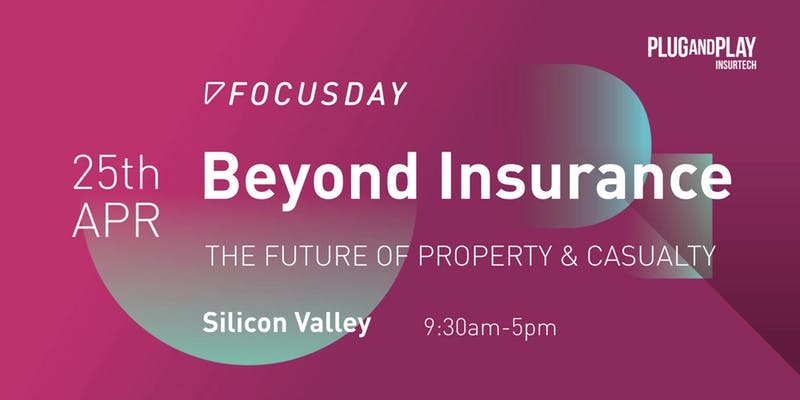 PLUGANDPLAY
INSURTECH
FOCUSDAY
25th
APR
Beyond Insurance
THE FUTURE OF PROPERTY & CASUALTY
Silicon Valley
9:30am-5pm